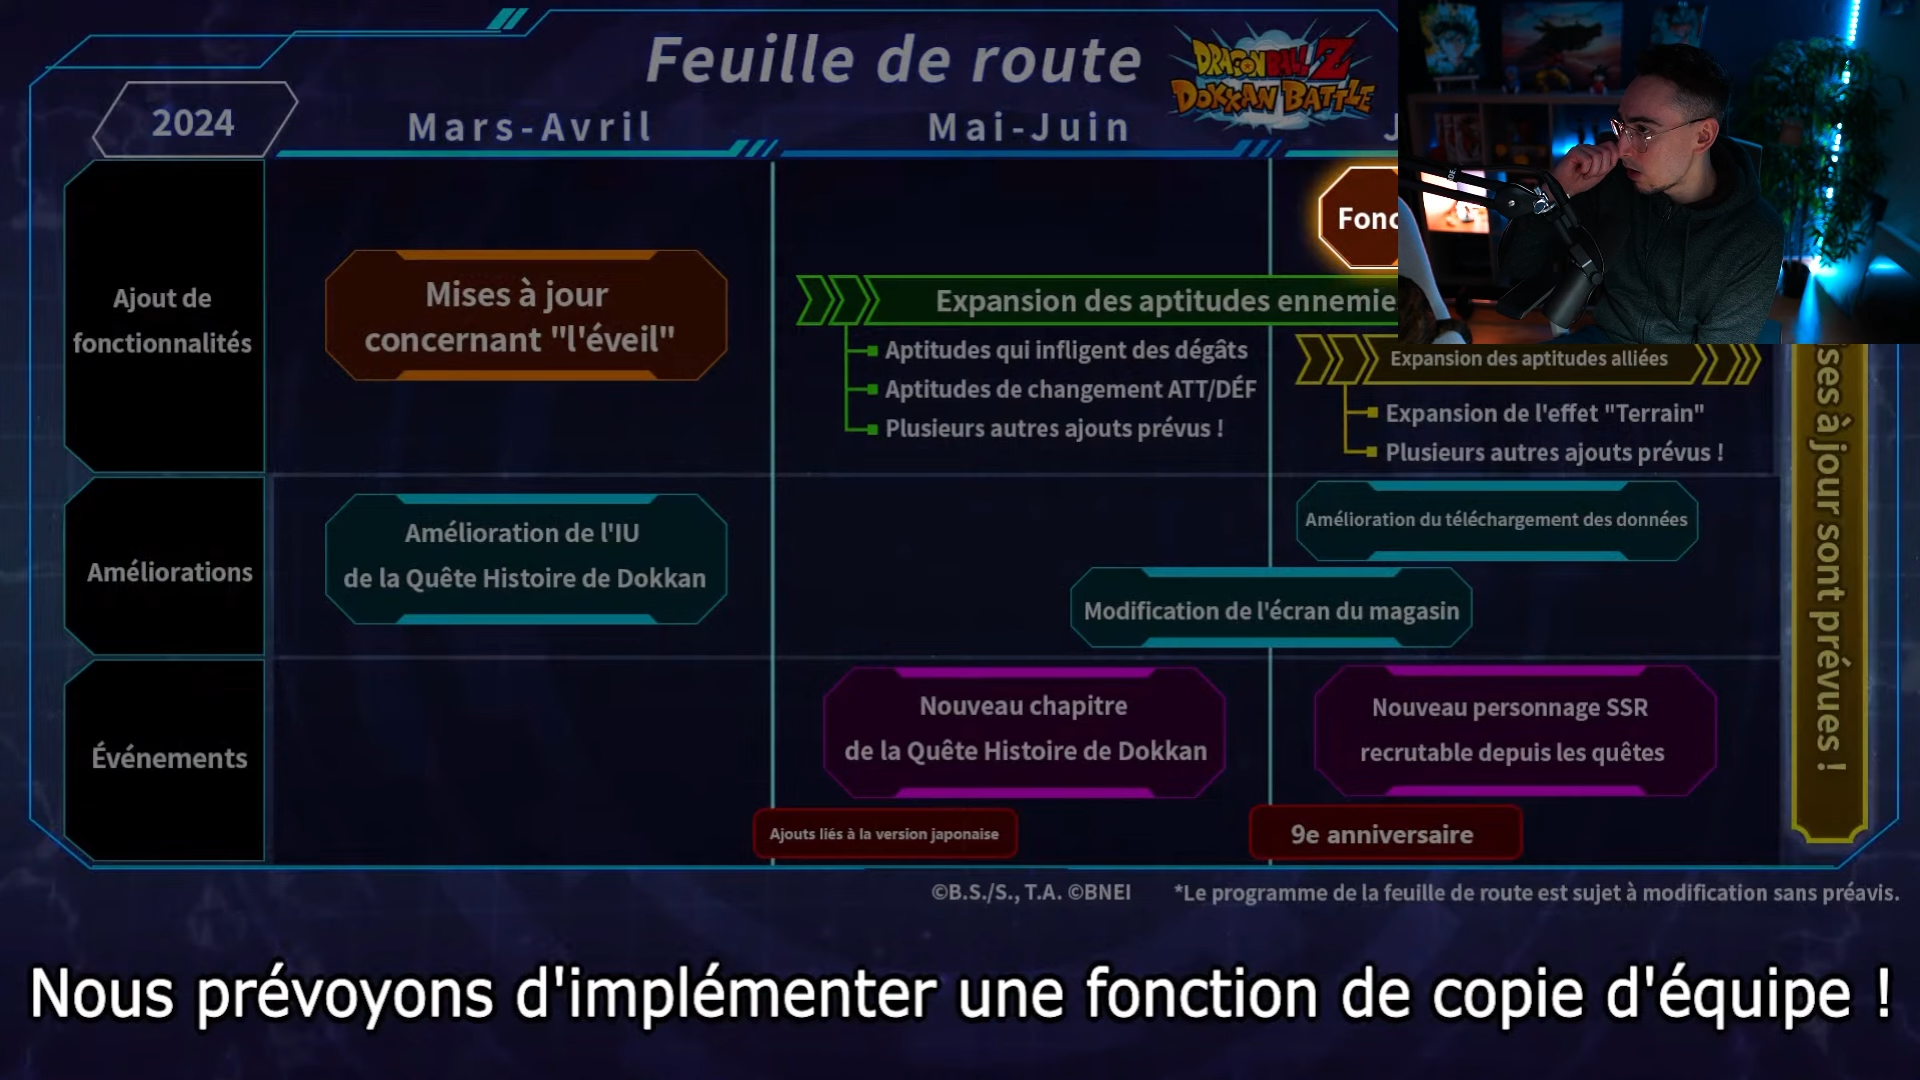 Feuille de route
DRAGON BALL Z
DOKKAN BATTLE
2024
Mars-Avril
Mai-Juin
Ajout de
fonctionnalités
Mises à jour
concernant "l'éveil"
Fonc
Expansion des aptitudes ennemie
Aptitudes qui infligent des dégâts
Aptitudes de changement ATT/DÉF
Plusieurs autres ajouts prévus !
Expansion des aptitudes alliées
Expansion de l'effet "Terrain"
Plusieurs autres ajouts prévus !
ses à jour sont prévues !
Améliorations
Amélioration de l'IU
de la Quête Histoire de Dokkan
Amélioration du téléchargement des données
Modification de l'écran du magasin
Événements
Nouveau chapitre
de la Quête Histoire de Dokkan
Nouveau personnage SSR
recrutable depuis les quêtes
Ajouts liés à la version japonaise
9e anniversaire
©B.S./S., T.A. ©BNEI
*Le programme de la feuille de route est sujet à modification sans préavis.
Nous prévoyons d'implémenter une fonction de copie d'équipe !